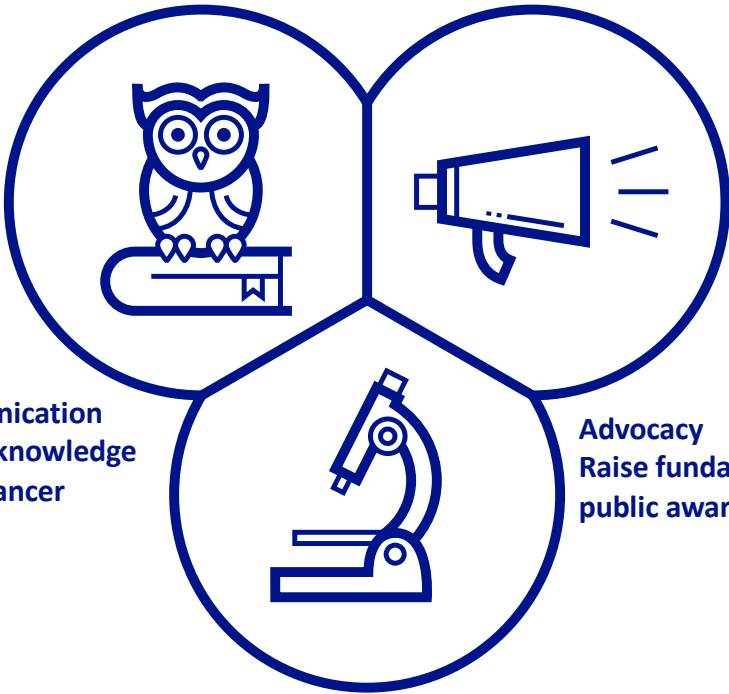 nication
knowledge
ancer
Advocacy
Raise funda
public awar